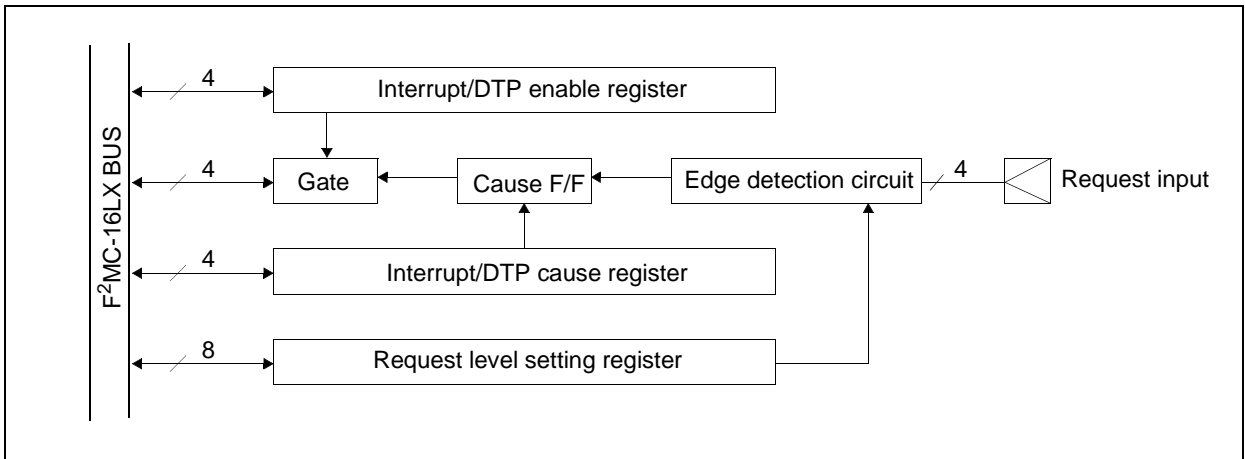 4
Interrupt/DTP enable register
F²MC-16LX BUS
4
Gate
Cause F/F
Edge detection circuit
4
Request input
4
Interrupt/DTP cause register
8
Request level setting register